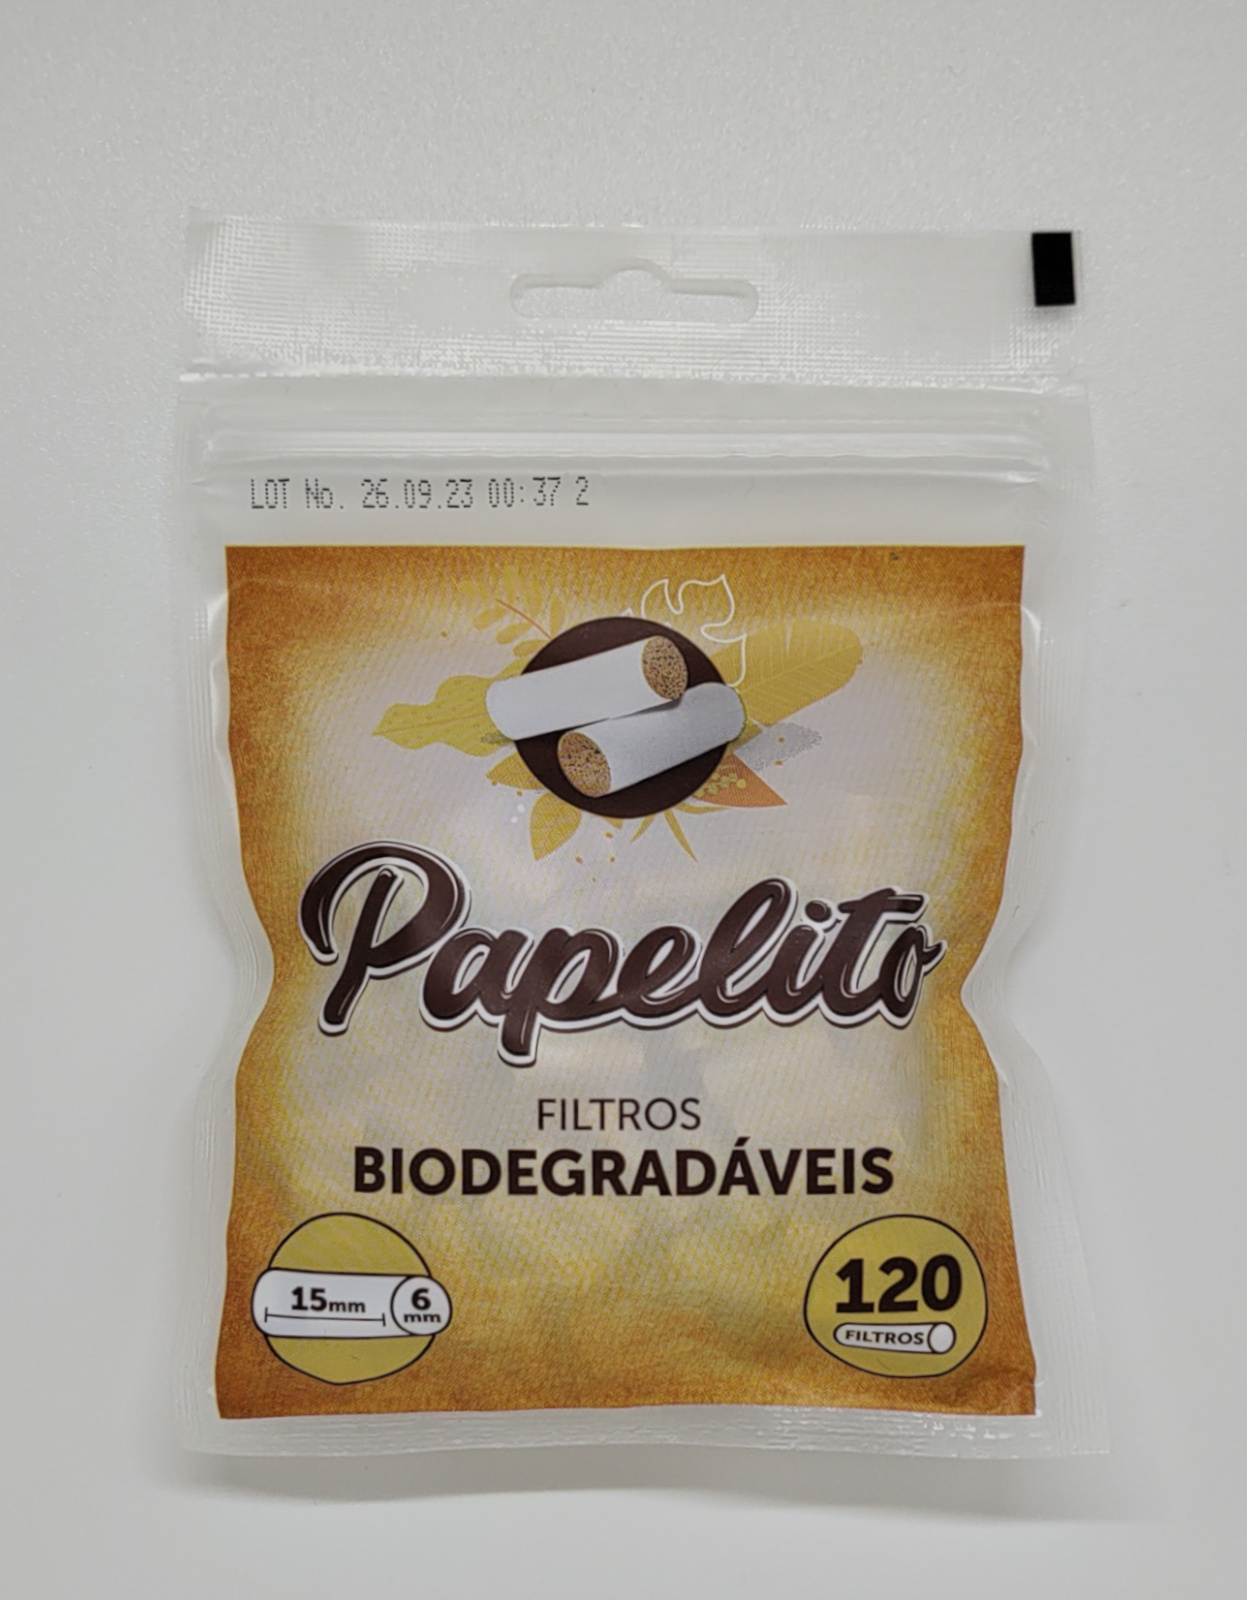 LOT No. 26.09.23 00:37 2
Papelito
FILTROS
BIODEGRADÁVEIS
15mm
6
mm
120
FILTROS